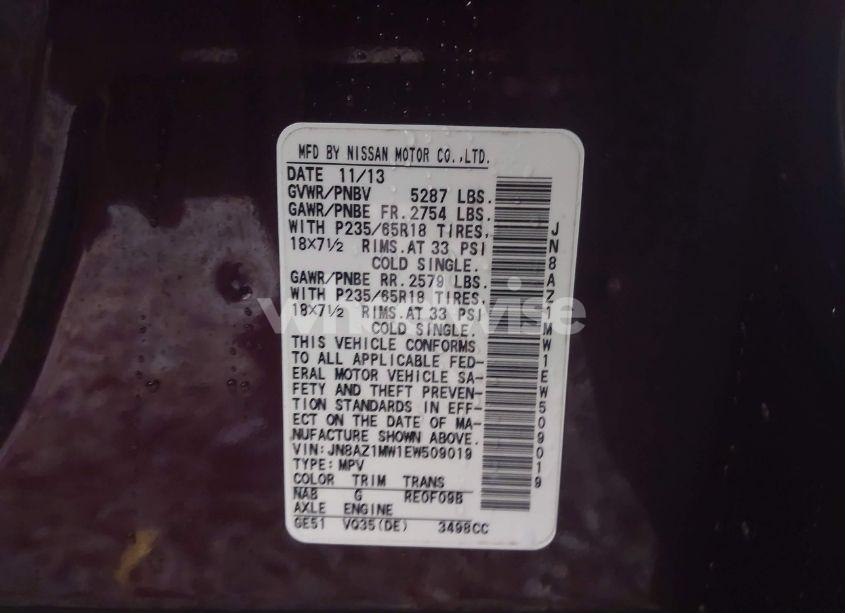 MFD BY NISSAN MOTOR CO.,LTD.
DATE 11/13
GVWR/PNBV 5287 LBS.
GAWR/PNBE FR. 2754 LBS.
WITH P235/65R18 TIRES,
18×7½ RIMS. AT 33 PSI
COLD SINGLE.
GAWR/PNBE RR. 2579 LBS.
WITH P235/65R18 TIRES,
18×7½ RIMS. AT 33 PSI
COLD SINGLE.
THIS VEHICLE CONFORMS
TO ALL APPLICABLE FED-
ERAL MOTOR VEHICLE SA-
FETY AND THEFT PREVEN-
TION STANDARDS IN EFF-
ECT ON THE DATE OF MA-
NUFACTURE SHOWN ABOVE.
VIN: JN8AZ1MW1EW509019
TYPE: MPV
COLOR TRIM TRANS
NAB G RE0F09B
AXLE ENGINE
GE51 VQ35(DE) 3498CC
JN8AZ1MW1EW509019